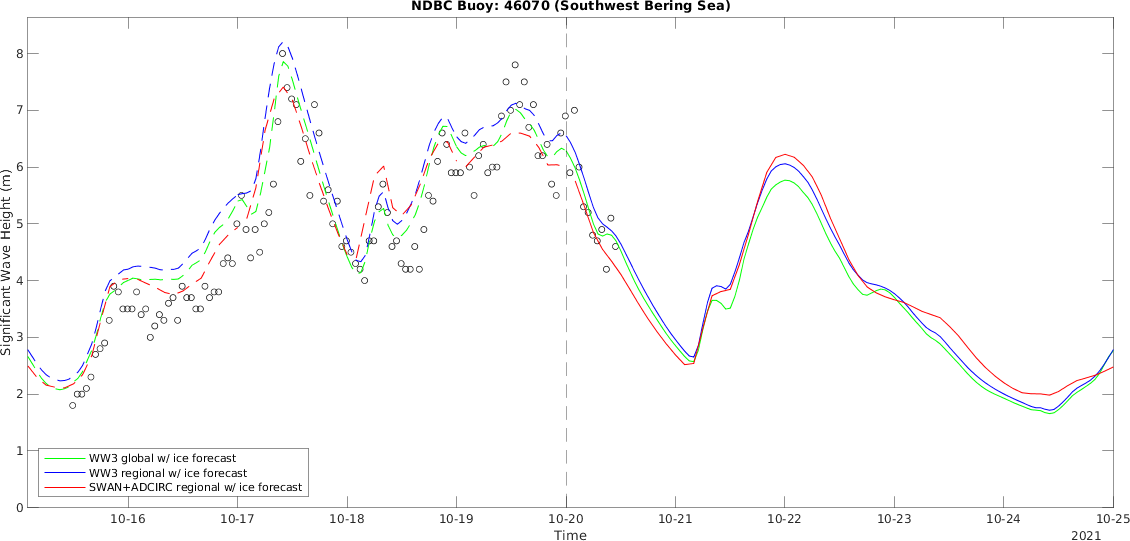 NDBC Buoy: 46070 (Southwest Bering Sea)
Significant Wave Height (m)
8
7
6
5
4
3
2
1
0
WW3 global w/ ice forecast
WW3 regional w/ ice forecast
SWAN+ADCIRC regional w/ ice forecast
10-16 10-17 10-18 10-19 10-20 10-21 10-22 10-23 10-24 10-25
Time
2021